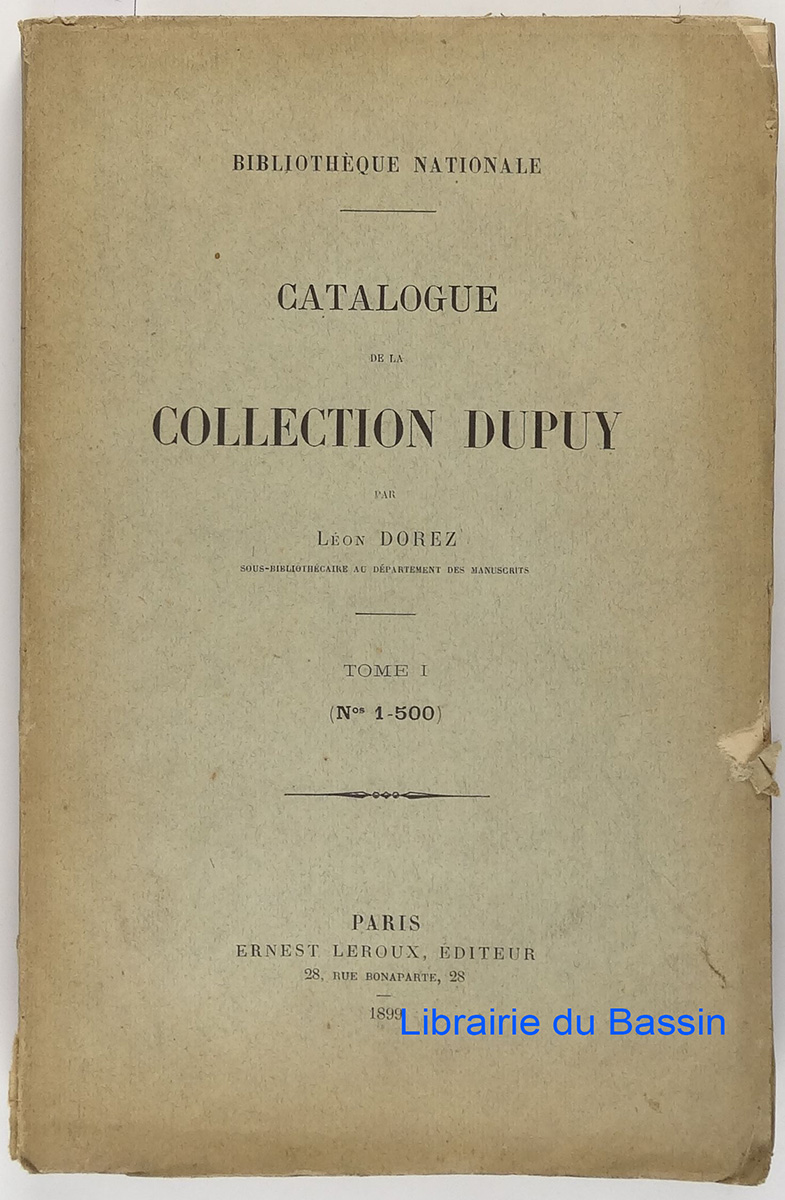 BIBLIOTHÈQUE NATIONALE
CATALOGUE
DE LA
COLLECTION DUPUY
PAR
LÉON DOREZ
SOUS-BIBLIOTHÉCAIRE AU DÉPARTEMENT DES MANUSCRITS
TOME I
(Nos 1-500)
PARIS
ERNEST LEROUX, ÉDITEUR
28, RUE BONAPARTE, 28
1899
Librairie du Bassin